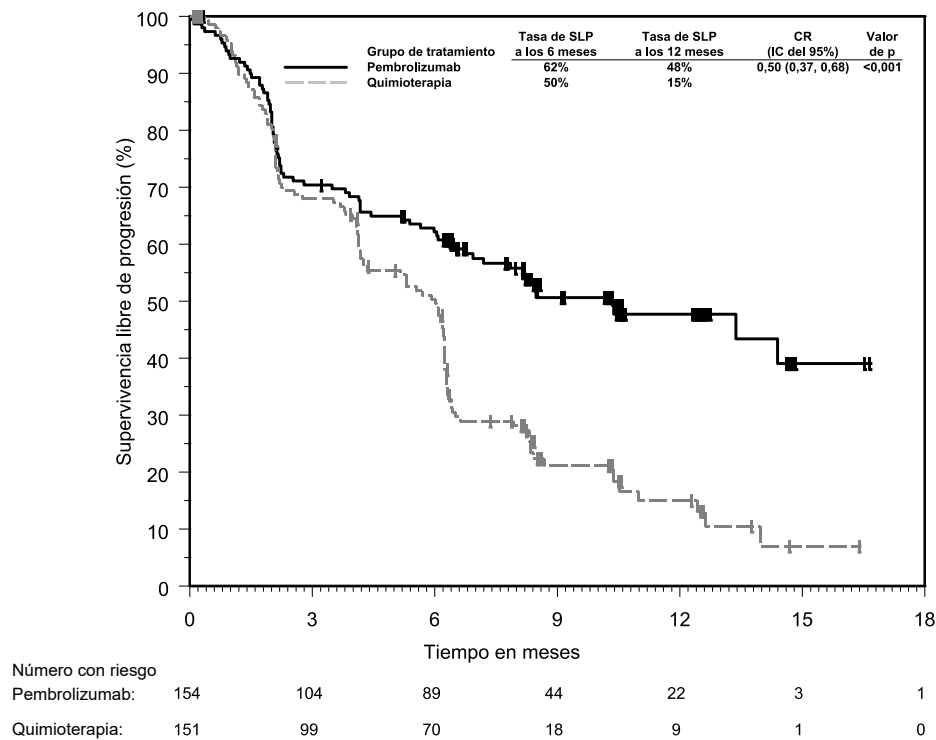 Grupo de tratamiento
Tasa de SLP
a los 6 meses
Tasa de SLP
a los 12 meses
CR
(IC del 95%)
Valor
de p
Pembrolizumab 62% 48% 0,50 (0,37, 0,68) <,001
Quimioterapia 50% 15%
Supervivencia libre de progresión (%)
100
90
80
70
60
50
40
30
20
10
0
0 3 6 9 12 15 18
Tiempo en meses
Número con riesgo
Pembrolizumab: 154 104 89 44 22 3 1
Quimioterapia: 151 99 70 18 9 1 0